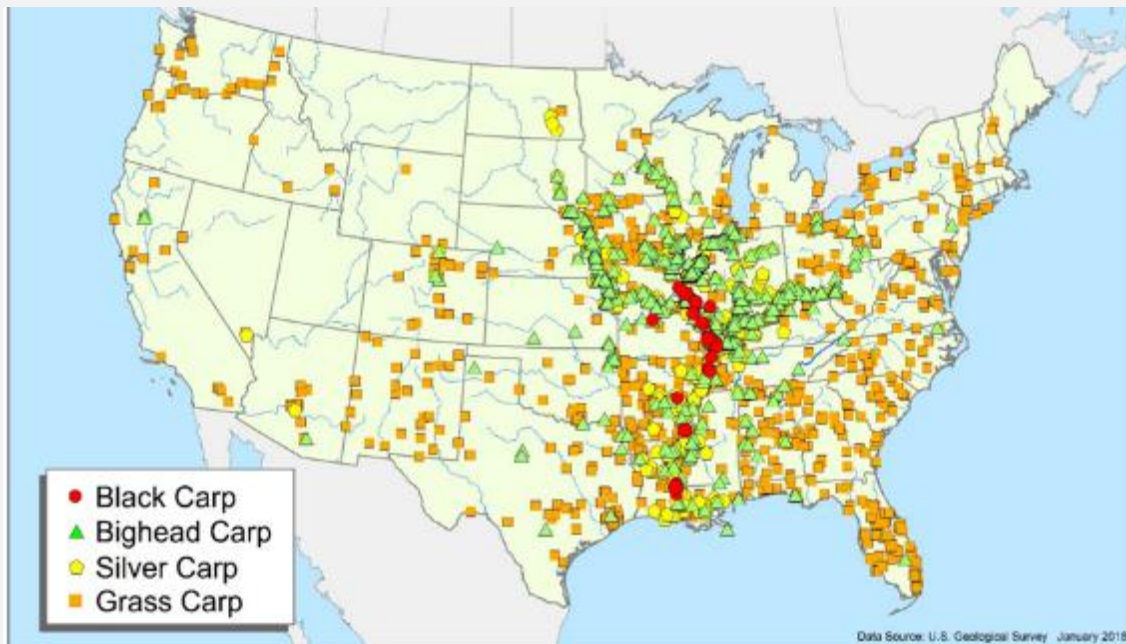 Black Carp
Bighead Carp
Silver Carp
Grass Carp
Data Source: U.S. Geological Survey January 2018